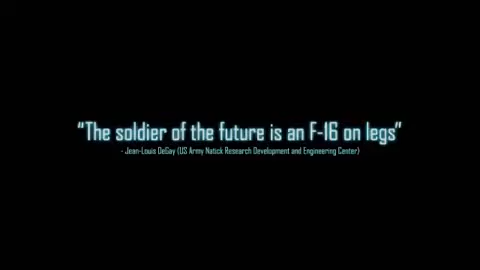 “The soldier of the future is an F-16 on legs”
- Jean-Louis DeGay (US Army Natick Research Development and Engineering Center)